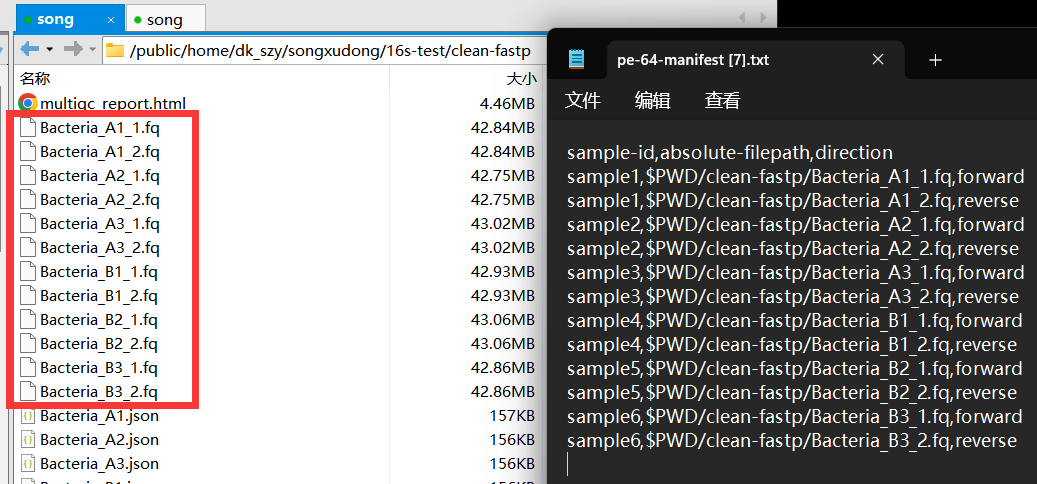 song ×
song
/public/home/dk_szy/songxudong/16s-test/clean-fastp
名称 大小
multiqc_report.html 4.46MB
Bacteria_A1_1.fq 42.84MB
Bacteria_A1_2.fq 42.84MB
Bacteria_A2_1.fq 42.75MB
Bacteria_A2_2.fq 42.75MB
Bacteria_A3_1.fq 43.02MB
Bacteria_A3_2.fq 43.02MB
Bacteria_B1_1.fq 42.93MB
Bacteria_B1_2.fq 42.93MB
Bacteria_B2_1.fq 43.06MB
Bacteria_B2_2.fq 43.06MB
Bacteria_B3_1.fq 42.86MB
Bacteria_B3_2.fq 42.86MB
Bacteria_A1.json 157KB
Bacteria_A2.json 156KB
Bacteria_A3.json 156KB
pe-64-manifest [7].txt
文件 编辑 查看
sample-id,absolute-filepath,direction
sample1,$PWD/clean-fastp/Bacteria_A1_1.fq,forward
sample1,$PWD/clean-fastp/Bacteria_A1_2.fq,reverse
sample2,$PWD/clean-fastp/Bacteria_A2_1.fq,forward
sample2,$PWD/clean-fastp/Bacteria_A2_2.fq,reverse
sample3,$PWD/clean-fastp/Bacteria_A3_1.fq,forward
sample3,$PWD/clean-fastp/Bacteria_A3_2.fq,reverse
sample4,$PWD/clean-fastp/Bacteria_B1_1.fq,forward
sample4,$PWD/clean-fastp/Bacteria_B1_2.fq,reverse
sample5,$PWD/clean-fastp/Bacteria_B2_1.fq,forward
sample5,$PWD/clean-fastp/Bacteria_B2_2.fq,reverse
sample6,$PWD/clean-fastp/Bacteria_B3_1.fq,forward
sample6,$PWD/clean-fastp/Bacteria_B3_2.fq,reverse